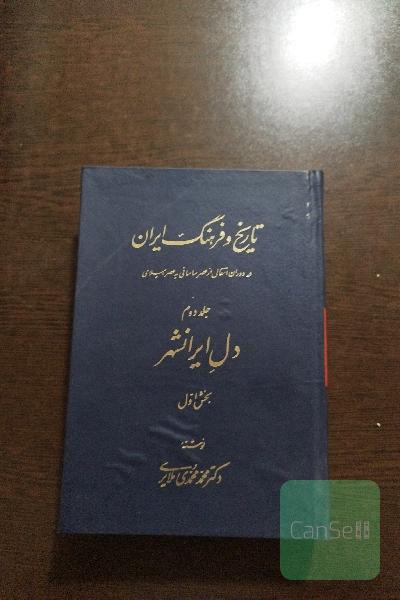 تاریخ و فرهنگ ایران
در دوران انتقال از عصر ساسانی به عصر اسلامی
جلد دوم
دل ایرانشهر
بخش اول
نوشته
دکتر محمد محمدی ملایری
CanSell